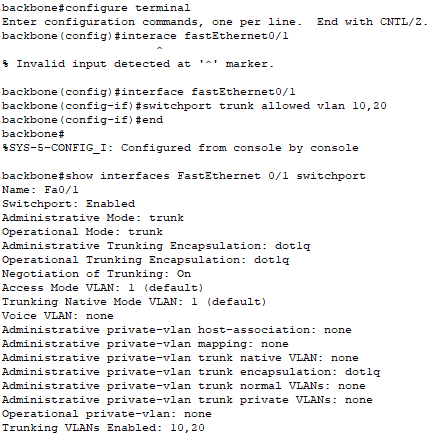 backbone#configure terminal
Enter configuration commands, one per line.  End with CNTL/Z.
backbone(config)#interace fastEthernet0/1
                       ^
% Invalid input detected at '^' marker.

backbone(config)#interface fastEthernet0/1
backbone(config-if)#switchport trunk allowed vlan 10,20
backbone(config-if)#end
backbone#
%SYS-5-CONFIG_I: Configured from console by console

backbone#show interfaces FastEthernet 0/1 switchport
Name: Fa0/1
Switchport: Enabled
Administrative Mode: trunk
Operational Mode: trunk
Administrative Trunking Encapsulation: dot1q
Operational Trunking Encapsulation: dot1q
Negotiation of Trunking: On
Access Mode VLAN: 1 (default)
Trunking Native Mode VLAN: 1 (default)
Voice VLAN: none
Administrative private-vlan host-association: none
Administrative private-vlan mapping: none
Administrative private-vlan trunk native VLAN: none
Administrative private-vlan trunk encapsulation: dot1q
Administrative private-vlan trunk normal VLANs: none
Administrative private-vlan trunk private VLANs: none
Operational private-vlan: none
Trunking VLANs Enabled: 10,20